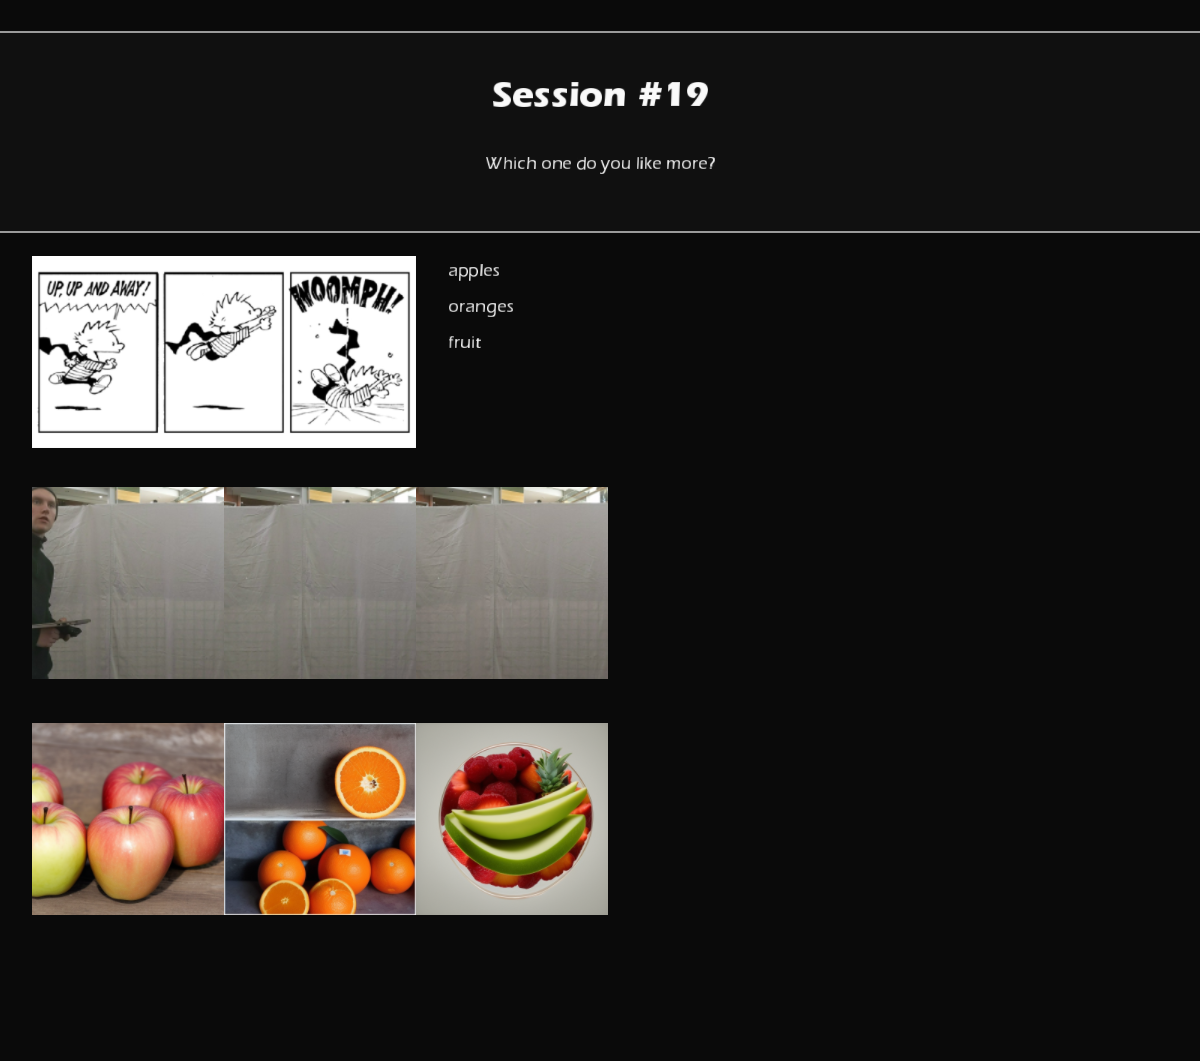 Session #19
Which one do you like more?
UP, UP AND AWAY!
WOOMPH!
apples
oranges
fruit